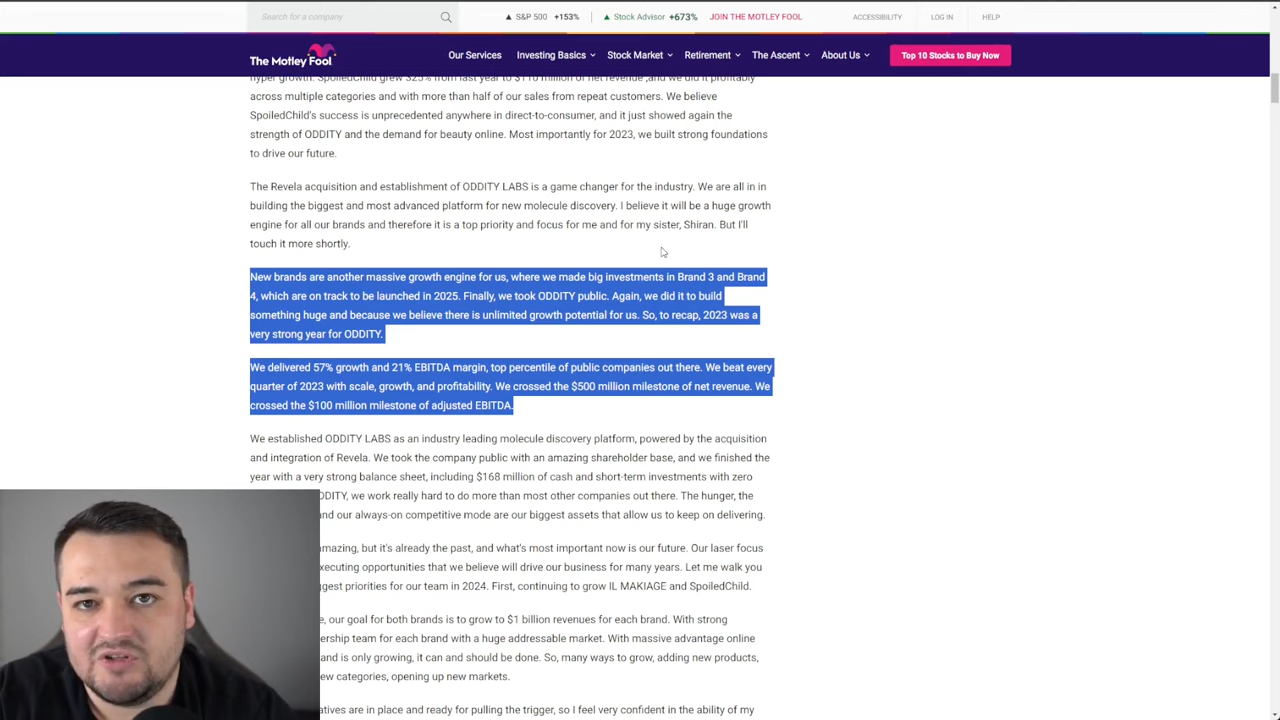 Search for a company
▲ S&P 500 +153%
▲ Stock Advisor +673%
JOIN THE MOTLEY FOOL
ACCESSIBILITY
LOG IN
HELP
The Motley Fool
Our Services
Investing Basics
Stock Market
Retirement
The Ascent
About Us
Top 10 Stocks to Buy Now
hyper growth. SpoiledChild grew 325% from last year to $110 million of net revenue ,and we did it profitably
across multiple categories and with more than half of our sales from repeat customers. We believe
SpoiledChild's success is unprecedented anywhere in direct-to-consumer, and it just showed again the
strength of ODDITY and the demand for beauty online. Most importantly for 2023, we built strong foundations
to drive our future.
The Revela acquisition and establishment of ODDITY LABS is a game changer for the industry. We are all in in
building the biggest and most advanced platform for new molecule discovery. I believe it will be a huge growth
engine for all our brands and therefore it is a top priority and focus for me and for my sister, Shiran. But I'll
touch it more shortly.
New brands are another massive growth engine for us, where we made big investments in Brand 3 and Brand
4, which are on track to be launched in 2025. Finally, we took ODDITY public. Again, we did it to build
something huge and because we believe there is unlimited growth potential for us. So, to recap, 2023 was a
very strong year for ODDITY.
We delivered 57% growth and 21% EBITDA margin, top percentile of public companies out there. We beat every
quarter of 2023 with scale, growth, and profitability. We crossed the $500 million milestone of net revenue. We
crossed the $100 million milestone of adjusted EBITDA.
We established ODDITY LABS as an industry leading molecule discovery platform, powered by the acquisition
and integration of Revela. We took the company public with an amazing shareholder base, and we finished the
year with a very strong balance sheet, including $168 million of cash and short-term investments with zero
DDITY, we work really hard to do more than most other companies out there. The hunger, the
nd our always-on competitive mode are our biggest assets that allow us to keep on delivering.
amazing, but it's already the past, and what's most important now is our future. Our laser focus
executing opportunities that we believe will drive our business for many years. Let me walk you
ggest priorities for our team in 2024. First, continuing to grow IL MAKIAGE and SpoiledChild.
e, our goal for both brands is to grow to $1 billion revenues for each brand. With strong
ership team for each brand with a huge addressable market. With massive advantage online
and is only growing, it can and should be done. So, many ways to grow, adding new products,
ew categories, opening up new markets.
atives are in place and ready for pulling the trigger, so I feel very confident in the ability of my